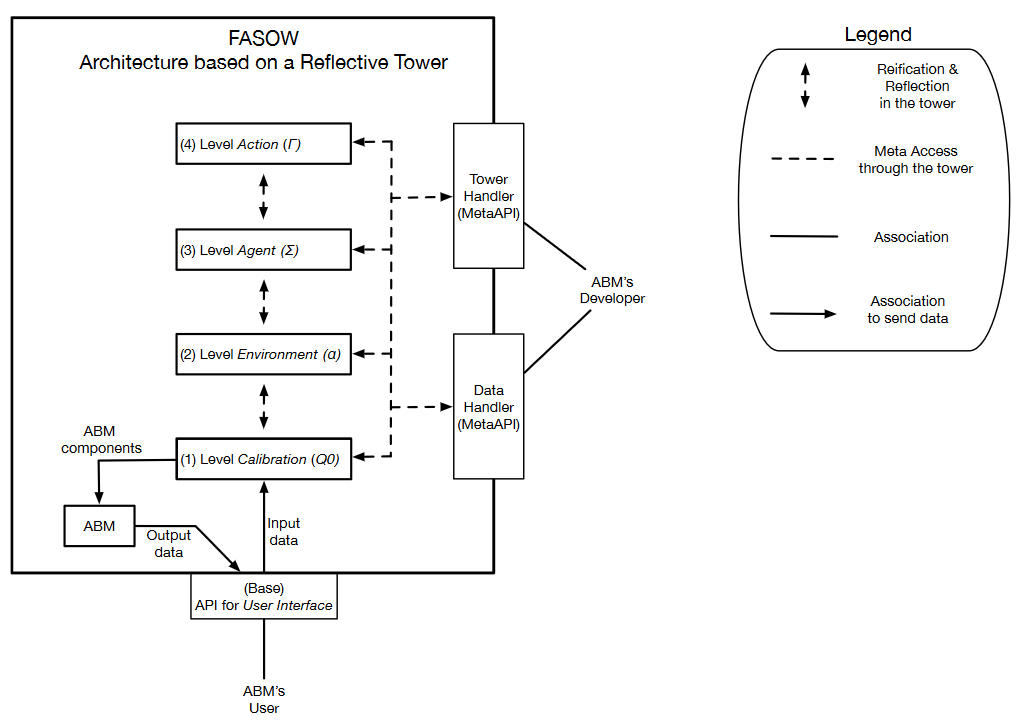 FASOW
Architecture based on a Reflective Tower
(4) Level Action (Γ)
(3) Level Agent (Σ)
(2) Level Environment (α)
(1) Level Calibration (Q0)
Tower
Handler
(MetaAPI)
Data
Handler
(MetaAPI)
ABM's
Developer
ABM
components
ABM
Output
data
Input
data
(Base)
API for User Interface
ABM's
User
Legend
Reification &
Reflection
in the tower
Meta Access
through the tower
Association
Association
to send data